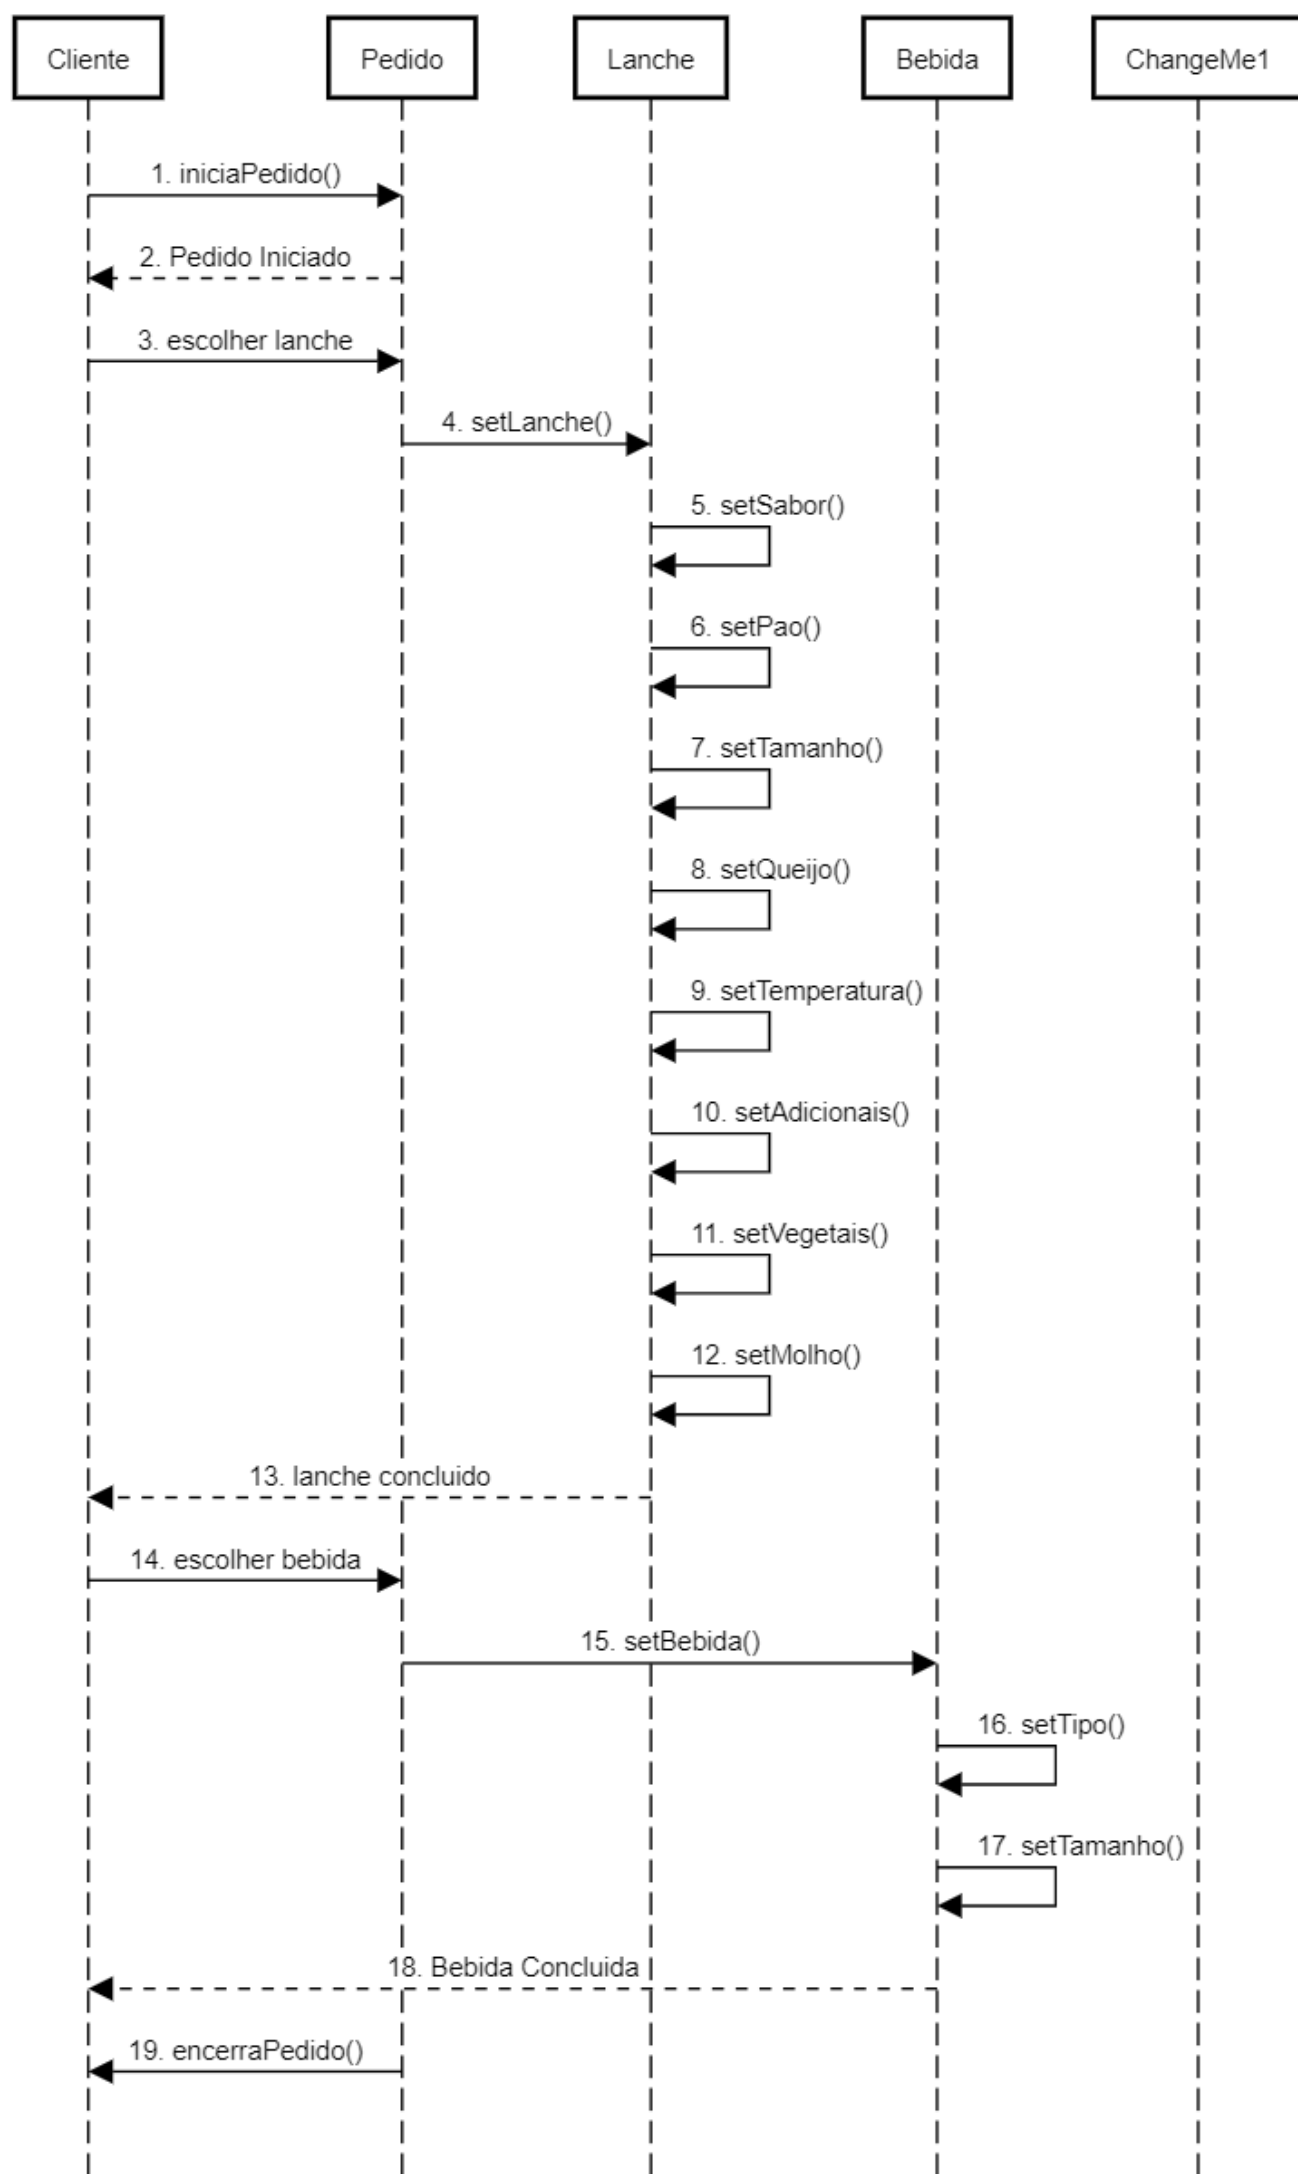 Cliente
Pedido
Lanche
Bebida
ChangeMe1
1. iniciaPedido()
2. Pedido Iniciado
3. escolher lanche
4. setLanche()
5. setSabor()
6. setPao()
7. setTamanho()
8. setQueijo()
9. setTemperatura()
10. setAdicionais()
11. setVegetais()
12. setMolho()
13. lanche concluido
14. escolher bebida
15. setBebida()
16. setTipo()
17. setTamanho()
18. Bebida Concluida
19. encerraPedido()